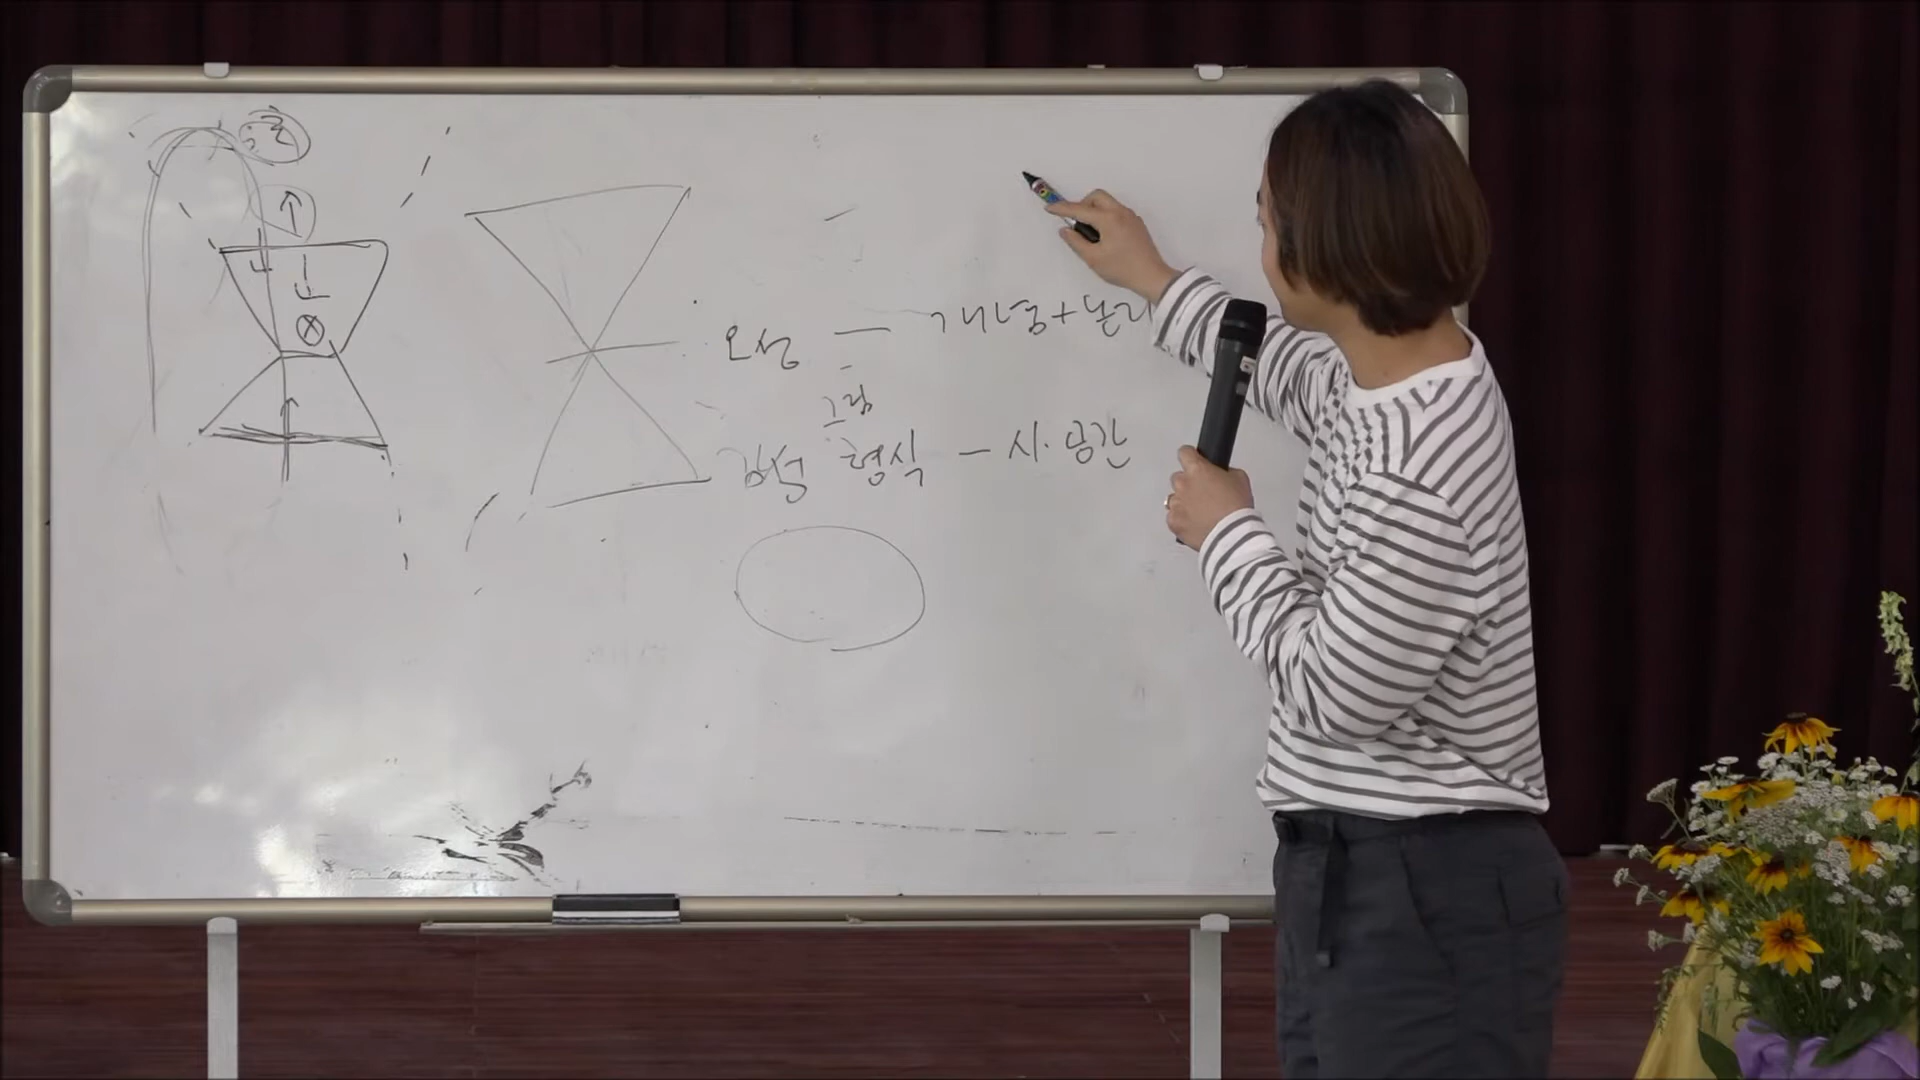 오성 — 개념+논리
그림
감성 형식 — 시·공간